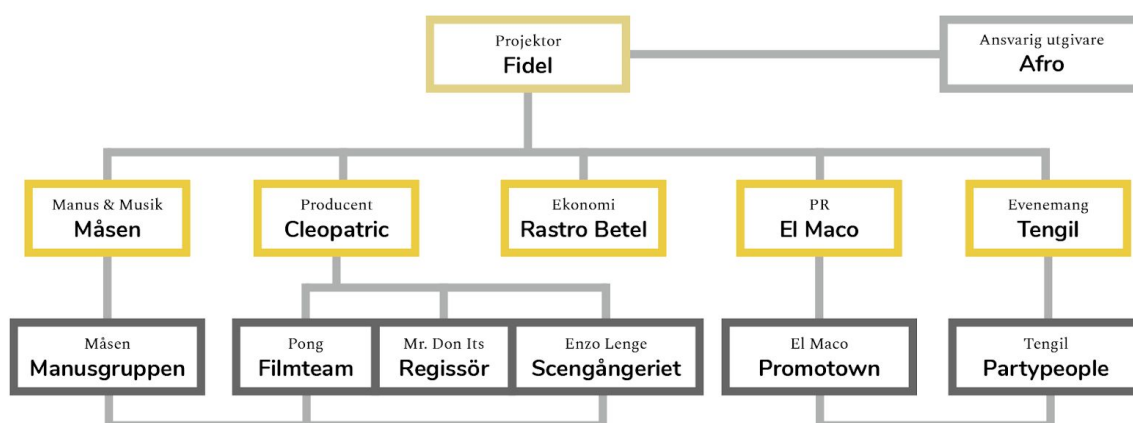 Projektor
Fidel
Ansvarig utgivare
Afro
Manus & Musik
Måsen
Producent
Cleopatric
Ekonomi
Rastro Betel
PR
El Maco
Evenemang
Tengil
Måsen
Manusgruppen
Pong
Filmteam
Mr. Don Its
Regissör
Enzo Lenge
Scengångeriet
El Maco
Promotown
Tengil
Partypeople